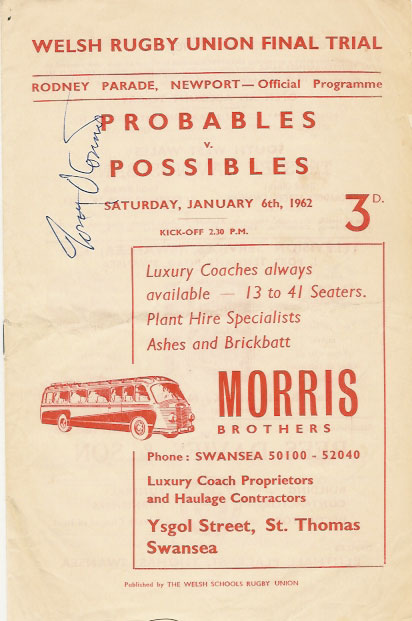 WELSH RUGBY UNION FINAL TRIAL
RODNEY PARADE, NEWPORT—Official Programme
PROBABLES
v.
POSSIBLES
SATURDAY, JANUARY 6th, 1962
3D.
KICK-OFF 2.30 P.M.
Luxury Coaches always
available — 13 to 41 Seaters.
Plant Hire Specialists
Ashes and Brickbatt
MORRIS
BROTHERS
Phone : SWANSEA 50100 - 52040
Luxury Coach Proprietors
and Haulage Contractors
Ysgol Street, St. Thomas
Swansea
Published by THE WELSH SCHOOLS RUGBY UNION